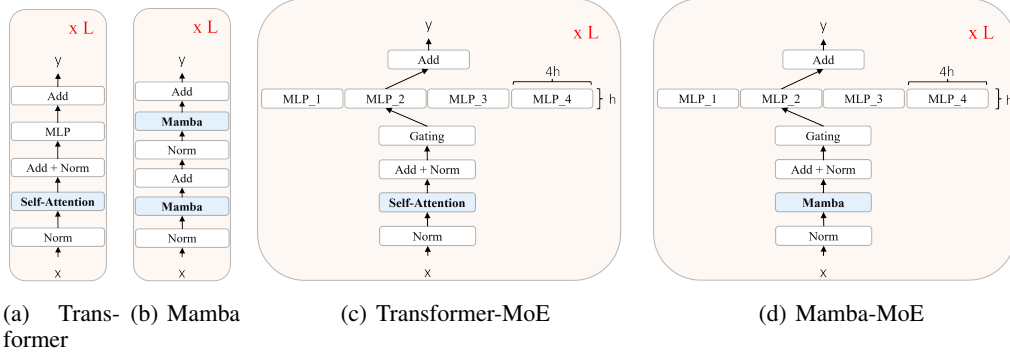 x L
y
Add
MLP
Add + Norm
Self-Attention
Norm
x
(a) Trans-
former
x L
y
Add
Mamba
Norm
Add
Mamba
Norm
x
(b) Mamba
x L
y
Add
4h
MLP_1 MLP_2 MLP_3 MLP_4 h
Gating
Add + Norm
Self-Attention
Norm
x
(c) Transformer-MoE
x L
y
Add
4h
MLP_1 MLP_2 MLP_3 MLP_4 h
Gating
Add + Norm
Mamba
Norm
x
(d) Mamba-MoE